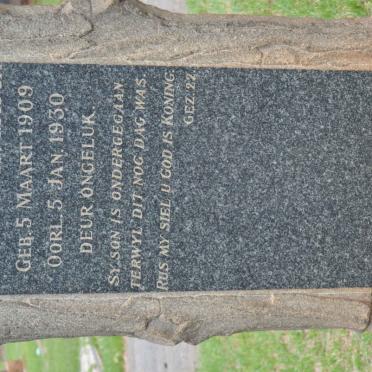 GEB. 5 MAART 1909
OORL. 5 JAN 1930
DEUR ONGELUK.
SY SON IS ONDERGEGAAN
TERWYL DIT NOG DAG WAS.
RUS MY SIEL U GOD IS KONING.
GEZ. 22.